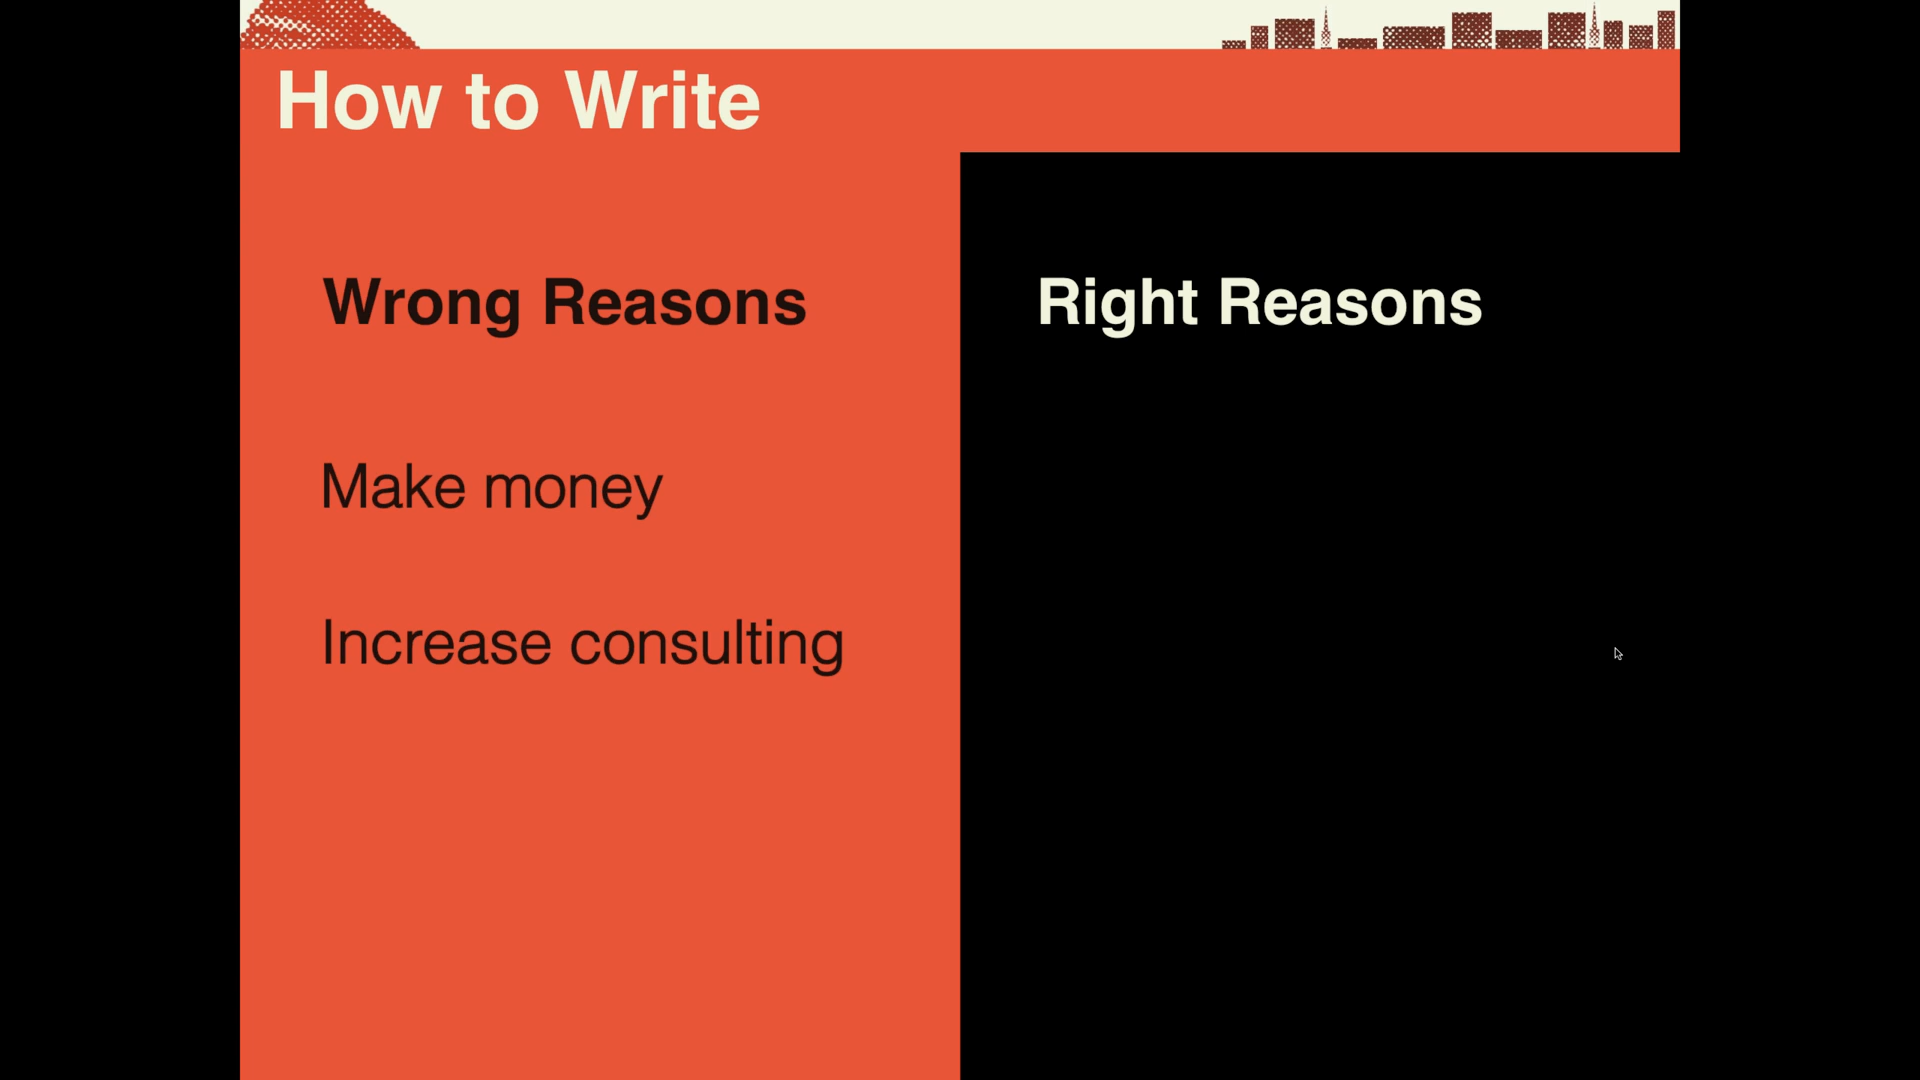 How to Write
Wrong Reasons
Make money
Increase consulting
Right Reasons